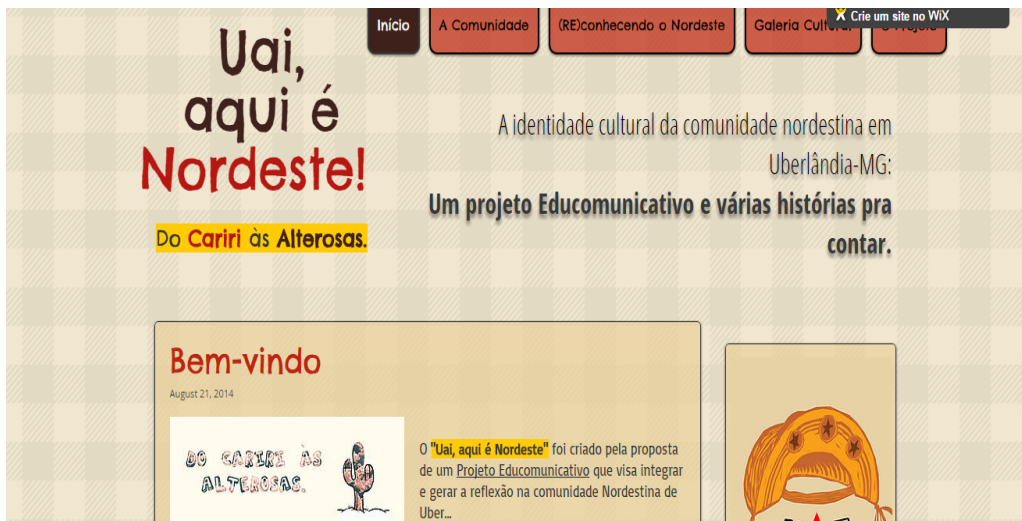 Início
A Comunidade
(RE)conhecendo o Nordeste
Galeria Cultural
O Projeto
Crie um site no WiX
Uai,
aqui é
Nordeste!
Do Cariri às Alterosas.
A identidade cultural da comunidade nordestina em
Uberlândia-MG:
Um projeto Educomunicativo e várias histórias pra
contar.
Bem-vindo
August 21, 2014
DO CARIRI ÀS
ALTEROSAS.
O "Uai, aqui é Nordeste" foi criado pela proposta
de um Projeto Educomunicativo que visa integrar
e gerar a reflexão na comunidade Nordestina de
Uber...